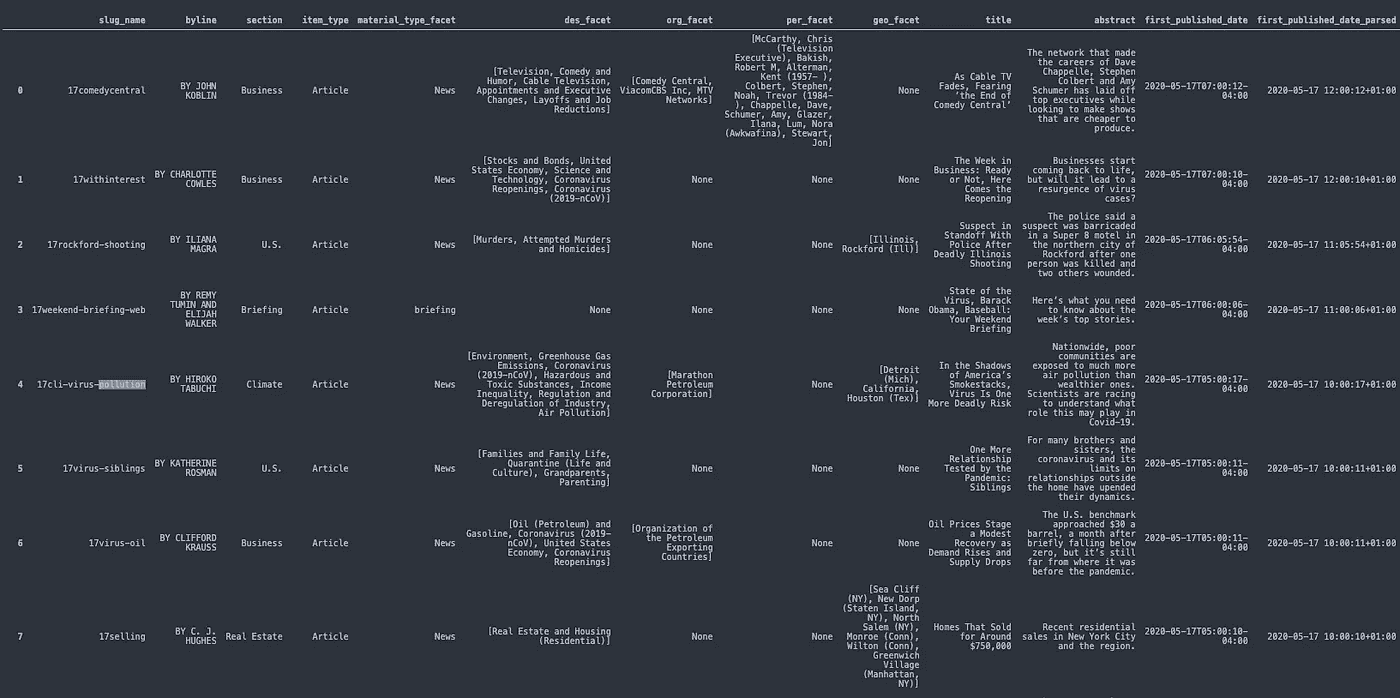 slug_name byline section item_type material_type_facet des_facet org_facet per_facet geo_facet title abstract first_published_date first_published_date_parsed
0
17comedycentral
BY JOHN
KOBLIN
Business
Article
News
[Television, Comedy and
Humor, Cable Television,
Appointments and Executive
Changes, Layoffs and Job
Reductions]
[Comedy Central,
ViacomCBS Inc, MTV
Networks]
[McCarthy, Chris
(Television
Executive), Bakish,
Robert M, Alterman,
Kent (1957- ),
Colbert, Stephen,
Noah, Trevor (1984-
), Chappelle, Dave,
Schumer, Amy, Glazer,
Ilana, Lum, Nora
(Awkwafina), Stewart,
Jon]
None
As Cable TV
Fades, Fearing
‘the End of
Comedy Central’
The network that made
the careers of Dave
Chappelle, Stephen
Colbert and Amy
Schumer has laid off
top executives while
looking to make shows
that are cheaper to
produce.
2020-05-17T07:00:12-
04:00
2020-05-17 12:00:12+01:00
1
17withinterest
BY CHARLOTTE
COWLES
Business
Article
News
[Stocks and Bonds, United
States Economy, Science and
Technology, Coronavirus
Reopenings, Coronavirus
(2019-nCoV)]
None
None
None
The Week in
Business: Ready
or Not, Here
Comes the
Reopening
Businesses start
coming back to life,
but will it lead to a
resurgence of virus
cases?
2020-05-17T07:00:10-
04:00
2020-05-17 12:00:10+01:00
2
17rockford-shooting
BY ILIANA
MAGRA
U.S.
Article
News
[Murders, Attempted Murders
and Homicides]
None
None
[Illinois,
Rockford (Ill)]
Suspect in
Standoff With
Police After
Deadly Illinois
Shooting
The police said a
suspect was barricaded
in a Super 8 motel in
the northern city of
Rockford after one
person was killed and
two others wounded.
2020-05-17T06:05:54-
04:00
2020-05-17 11:05:54+01:00
3
17weekend-briefing-web
BY REMY
TUMIN AND
ELIJAH
WALKER
Briefing
Article
briefing
None
None
None
None
State of the
Virus, Barack
Obama, Baseball:
Your Weekend
Briefing
Here’s what you need
to know about the
week’s top stories.
2020-05-17T06:00:06-
04:00
2020-05-17 11:00:06+01:00
4
17cli-virus-pollution
BY HIROKO
TABUCHI
Climate
Article
News
[Environment, Greenhouse Gas
Emissions, Coronavirus
(2019-nCoV), Hazardous and
Toxic Substances, Income
Inequality, Regulation and
Deregulation of Industry,
Air Pollution]
[Marathon
Petroleum
Corporation]
None
[Detroit
(Mich),
California,
Houston (Tex)]
In the Shadows
of America’s
Smokestacks,
Virus Is One
More Deadly Risk
Nationwide, poor
communities are
exposed to much more
air pollution than
wealthier ones.
Scientists are racing
to understand what
role this may play in
Covid-19.
2020-05-17T05:00:17-
04:00
2020-05-17 10:00:17+01:00
5
17virus-siblings
BY KATHERINE
ROSMAN
U.S.
Article
News
[Families and Family Life,
Quarantine (Life and
Culture), Grandparents,
Parenting]
None
None
None
One More
Relationship
Tested by the
Pandemic:
Siblings
For many brothers and
sisters, the
coronavirus and its
limits on
relationships outside
the home have upended
their dynamics.
2020-05-17T05:00:11-
04:00
2020-05-17 10:00:11+01:00
6
17virus-oil
BY CLIFFORD
KRAUSS
Business
Article
News
[Oil (Petroleum) and
Gasoline, Coronavirus (2019-
nCoV), United States
Economy, Coronavirus
Reopenings]
[Organization of
the Petroleum
Exporting
Countries]
None
None
Oil Prices Stage
a Modest
Recovery as
Demand Rises and
Supply Drops
The U.S. benchmark
approached $30 a
barrel, a month after
briefly falling below
zero, but it’s still
far from where it was
before the pandemic.
2020-05-17T05:00:11-
04:00
2020-05-17 10:00:11+01:00
7
17selling
BY C. J.
HUGHES
Real Estate
Article
News
[Real Estate and Housing
(Residential)]
None
None
[Sea Cliff
(NY), New Dorp
(Staten Island,
NY), North
Salem (NY),
Monroe (Conn),
Wilton (Conn),
Greenwich
Village
(Manhattan,
NY)]
Homes That Sold
for Around
$750,000
Recent residential
sales in New York City
and the region.
2020-05-17T05:00:10-
04:00
2020-05-17 10:00:10+01:00